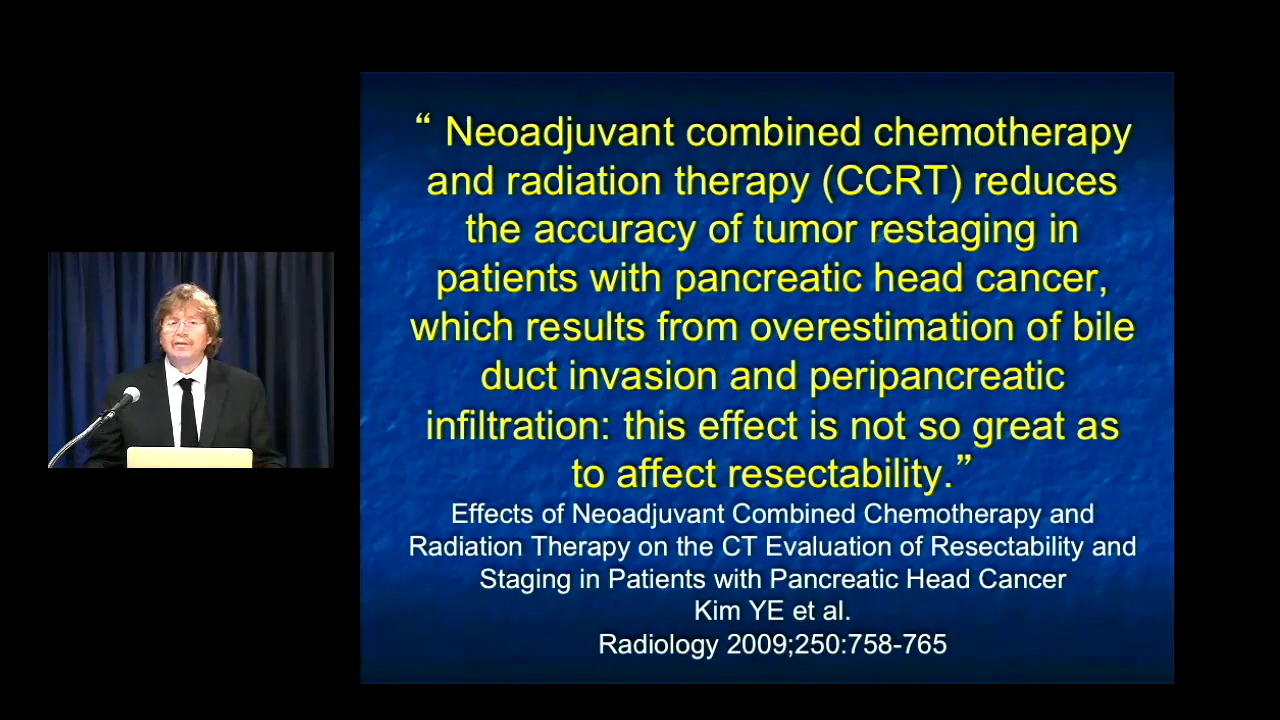 “ Neoadjuvant combined chemotherapy
and radiation therapy (CCRT) reduces
the accuracy of tumor restaging in
patients with pancreatic head cancer,
which results from overestimation of bile
duct invasion and peripancreatic
infiltration: this effect is not so great as
to affect resectability.”
Effects of Neoadjuvant Combined Chemotherapy and
Radiation Therapy on the CT Evaluation of Resectability and
Staging in Patients with Pancreatic Head Cancer
Kim YE et al.
Radiology 2009;250:758-765